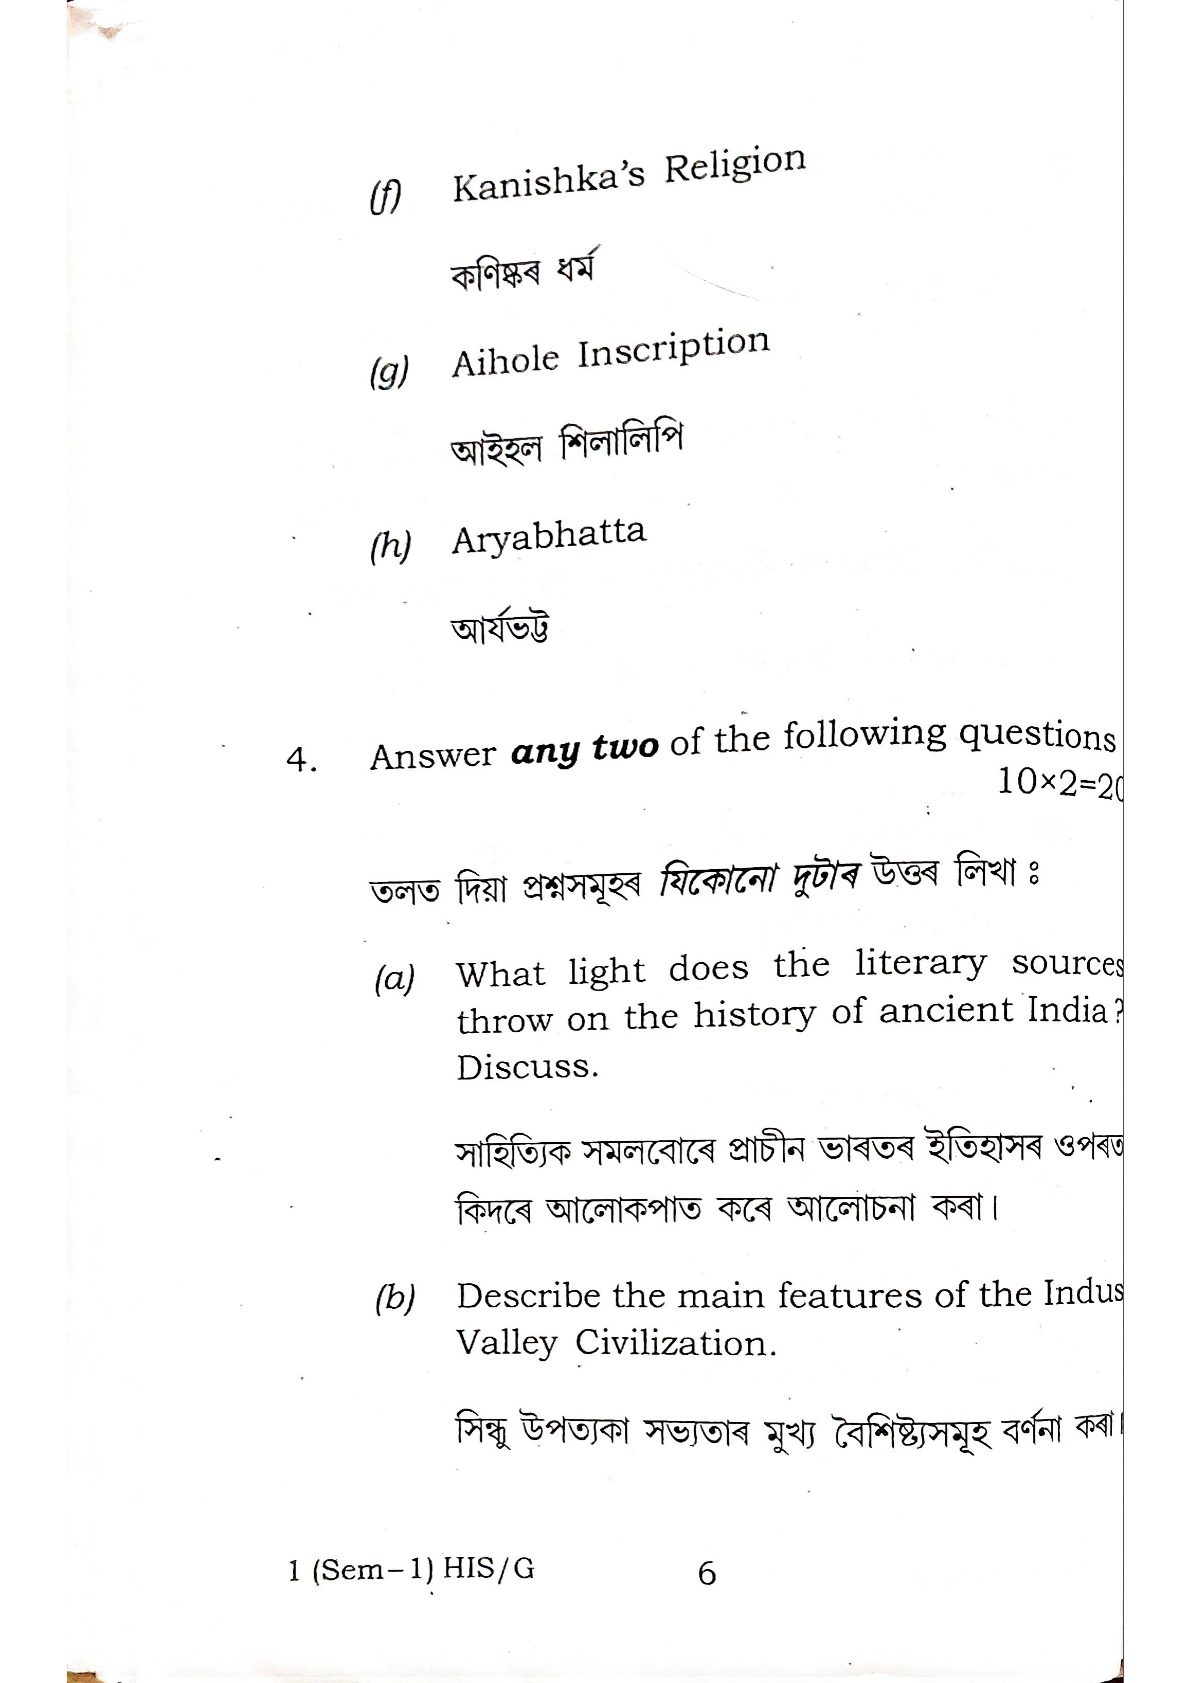 (f) Kanishka's Religion
কণিষ্কৰ ধৰ্ম
(g) Aihole Inscription
আইহল শিলালিপি
(h) Aryabhatta
আৰ্যভট্ট
4. Answer any two of the following questions
10×2=20
তলত দিয়া প্ৰশ্নসমূহৰ যিকোনো দুটাৰ উত্তৰ লিখা ঃ
(a) What light does the literary sources
throw on the history of ancient India?
Discuss.
সাহিত্যিক সমলবোৰে প্ৰাচীন ভাৰতৰ ইতিহাসৰ ওপৰত
কিদৰে আলোকপাত কৰে আলোচনা কৰা।
(b) Describe the main features of the Indus
Valley Civilization.
সিন্ধু উপত্যকা সভ্যতাৰ মুখ্য বৈশিষ্ট্যসমূহ বৰ্ণনা কৰা।
1 (Sem–1) HIS/G 6